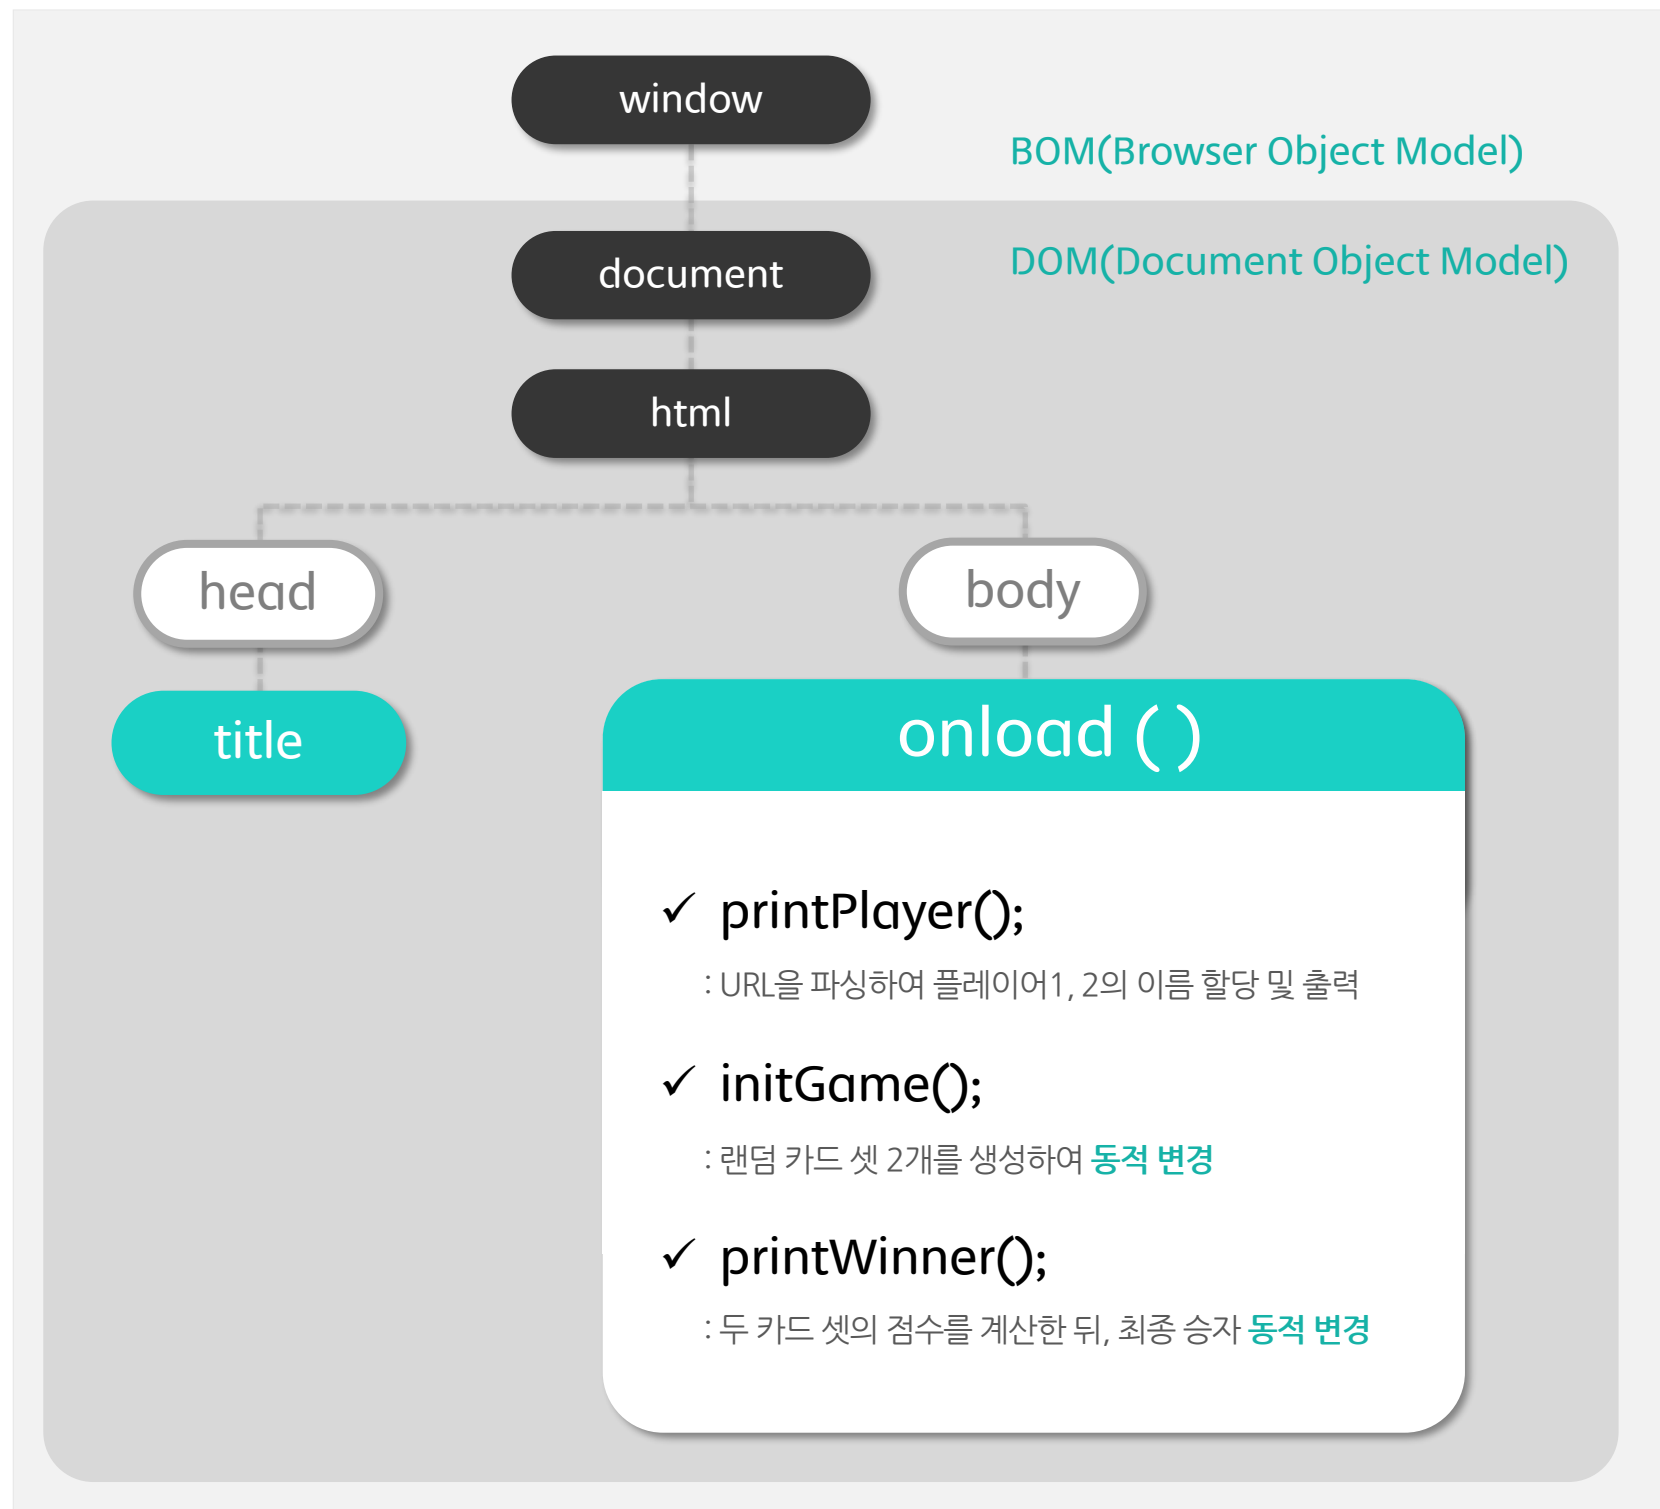 window
BOM(Browser Object Model)
document
DOM(Document Object Model)
html
head
body
title
onload ( )
✓ printPlayer();
: URL을 파싱하여 플레이어1, 2의 이름 할당 및 출력
✓ initGame();
: 랜덤 카드 셋 2개를 생성하여 동적 변경
✓ printWinner();
: 두 카드 셋의 점수를 계산한 뒤, 최종 승자 동적 변경